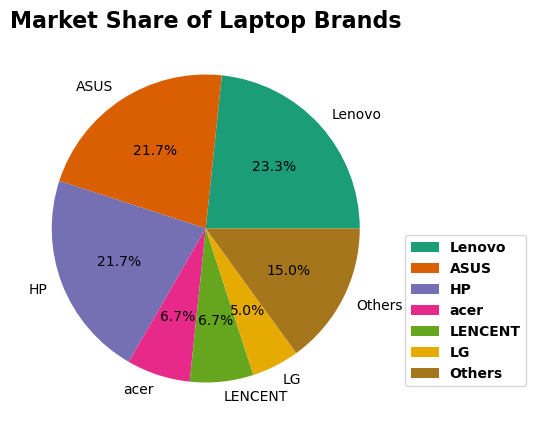 Market Share of Laptop Brands
ASUS
Lenovo
21.7%
23.3%
HP
21.7%
15.0%
6.7%
6.7%
5.0%
Others
acer
LENCENT
LG
Lenovo
ASUS
HP
acer
LENCENT
LG
Others